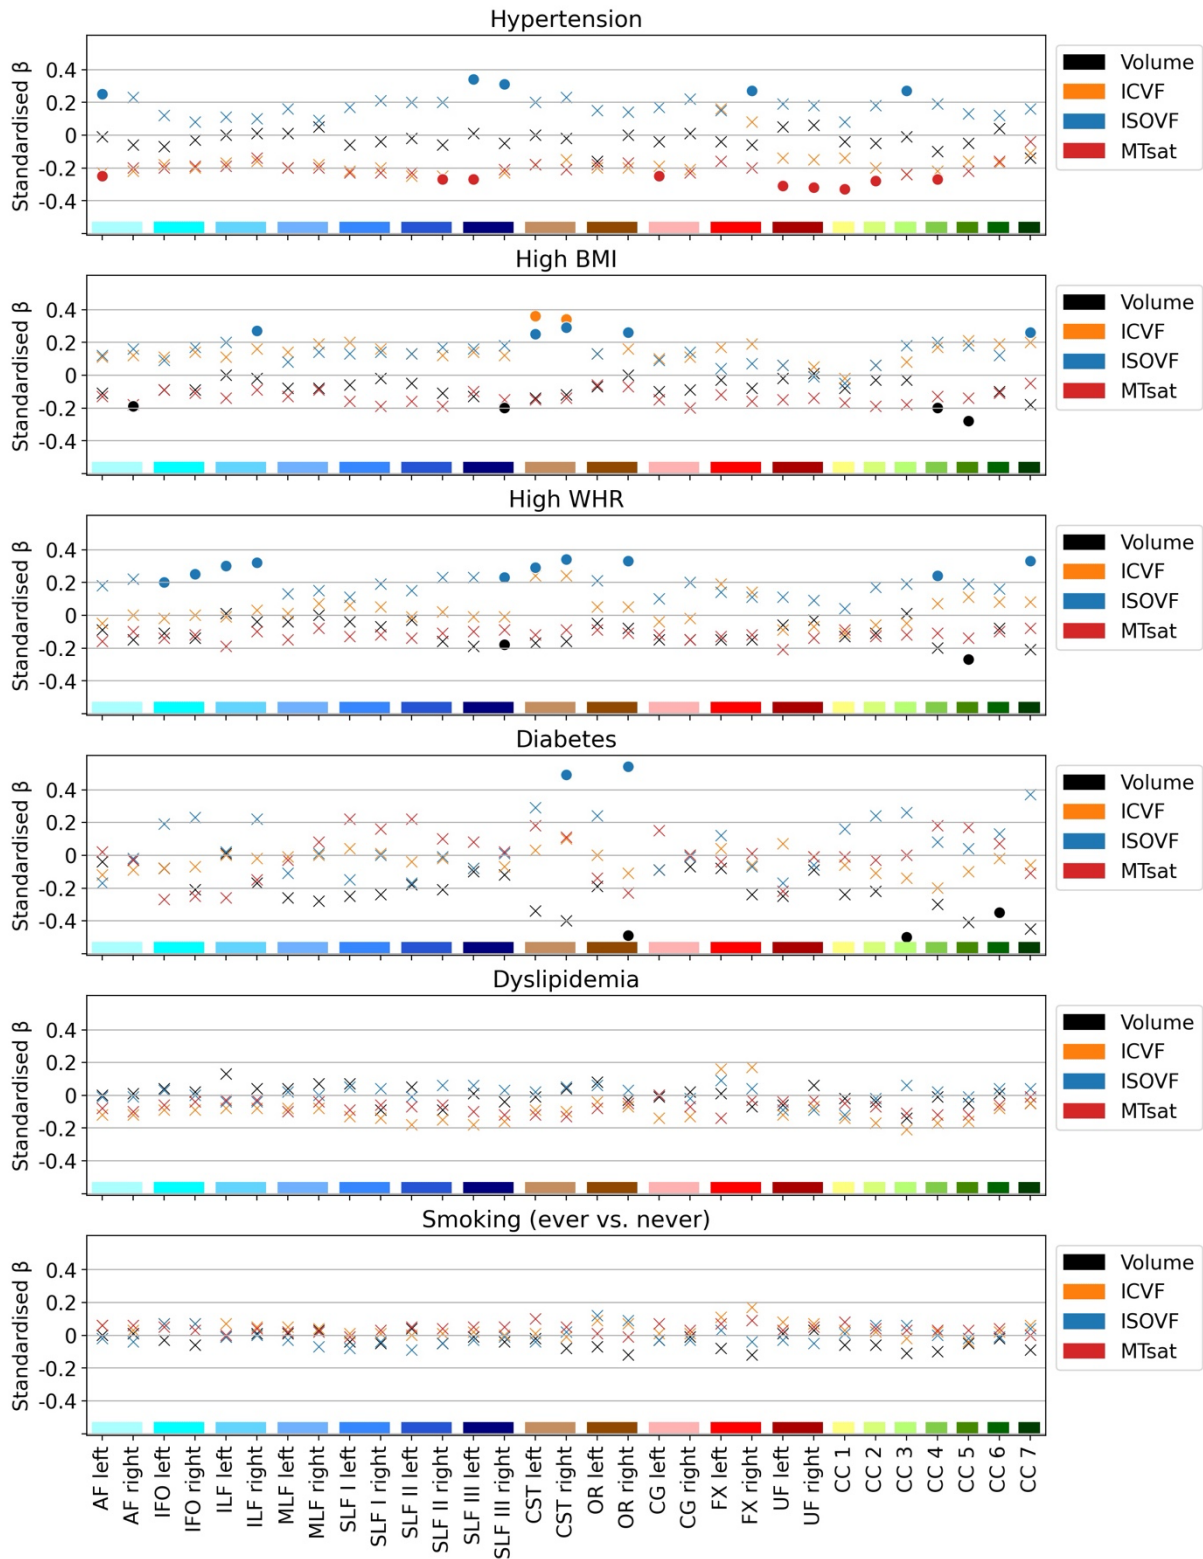 Hypertension
Standardised β
0.4
0.2
0
-0.2
-0.4
Volume
ICVF
ISOVF
MTsat
High BMI
Standardised β
0.4
0.2
0
-0.2
-0.4
Volume
ICVF
ISOVF
MTsat
High WHR
Standardised β
0.4
0.2
0
-0.2
-0.4
Volume
ICVF
ISOVF
MTsat
Diabetes
Standardised β
0.4
0.2
0
-0.2
-0.4
Volume
ICVF
ISOVF
MTsat
Dyslipidemia
Standardised β
0.4
0.2
0
-0.2
-0.4
Volume
ICVF
ISOVF
MTsat
Smoking (ever vs. never)
Standardised β
0.4
0.2
0
-0.2
-0.4
Volume
ICVF
ISOVF
MTsat
AF left
AF right
IFO left
IFO right
ILF left
ILF right
MLF left
MLF right
SLF I left
SLF I right
SLF II left
SLF II right
SLF III left
SLF III right
CST left
CST right
OR left
OR right
CG left
CG right
FX left
FX right
UF left
UF right
CC 1
CC 2
CC 3
CC 4
CC 5
CC 6
CC 7